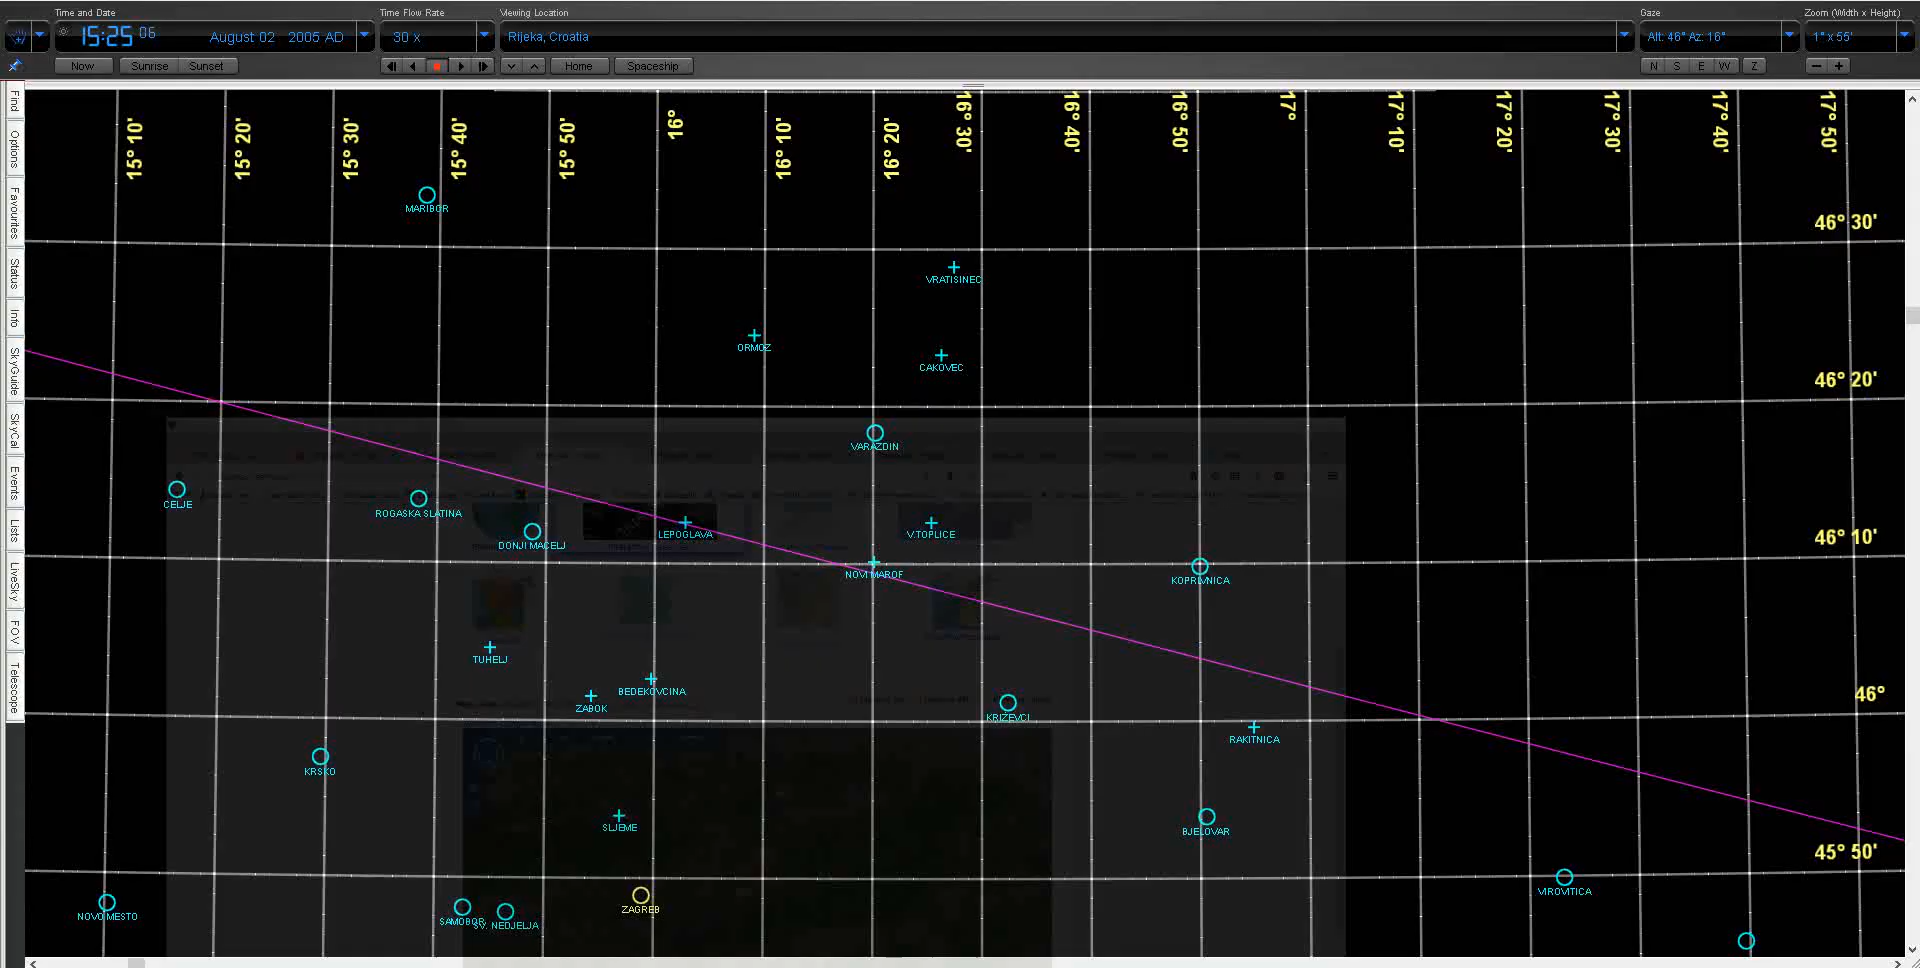 Time and Date
Time Flow Rate
Viewing Location
Gaze
Zoom (Width x Height)
15:25 06
August 02 2005 AD
30 x
Rijeka, Croatia
Alt: 46° Az: 16°
1° x 55'
Now
Sunrise
Sunset
Home
Spaceship
N
S
E
W
Z
Find
Options
Favourites
Status
Info
SkyGuide
SkyCal
Events
Lists
LiveSky
FOV
Telescope
15° 10'
15° 20'
15° 30'
15° 40'
15° 50'
16°
16° 10'
16° 20'
16° 30'
16° 40'
16° 50'
17°
17° 10'
17° 20'
17° 30'
17° 40'
17° 50'
MARIBOR
46° 30'
VRATISINEC
ORMOZ
CAKOVEC
46° 20'
VARAZDIN
CELJE
ROGASKA SLATINA
LEPOGLAVA
V.TOPLICE
46° 10'
DONJI MACELJ
NOVI MAROF
KOPRIVNICA
TUHELJ
BEDEKOVCINA
46°
ZABOK
KRIZEVCI
RAKITNICA
KRSKO
SLJEME
BJELOVAR
45° 50'
VIROVITICA
ZAGREB
NOVO MESTO
SAMOBOR
SV. NEDJELJA